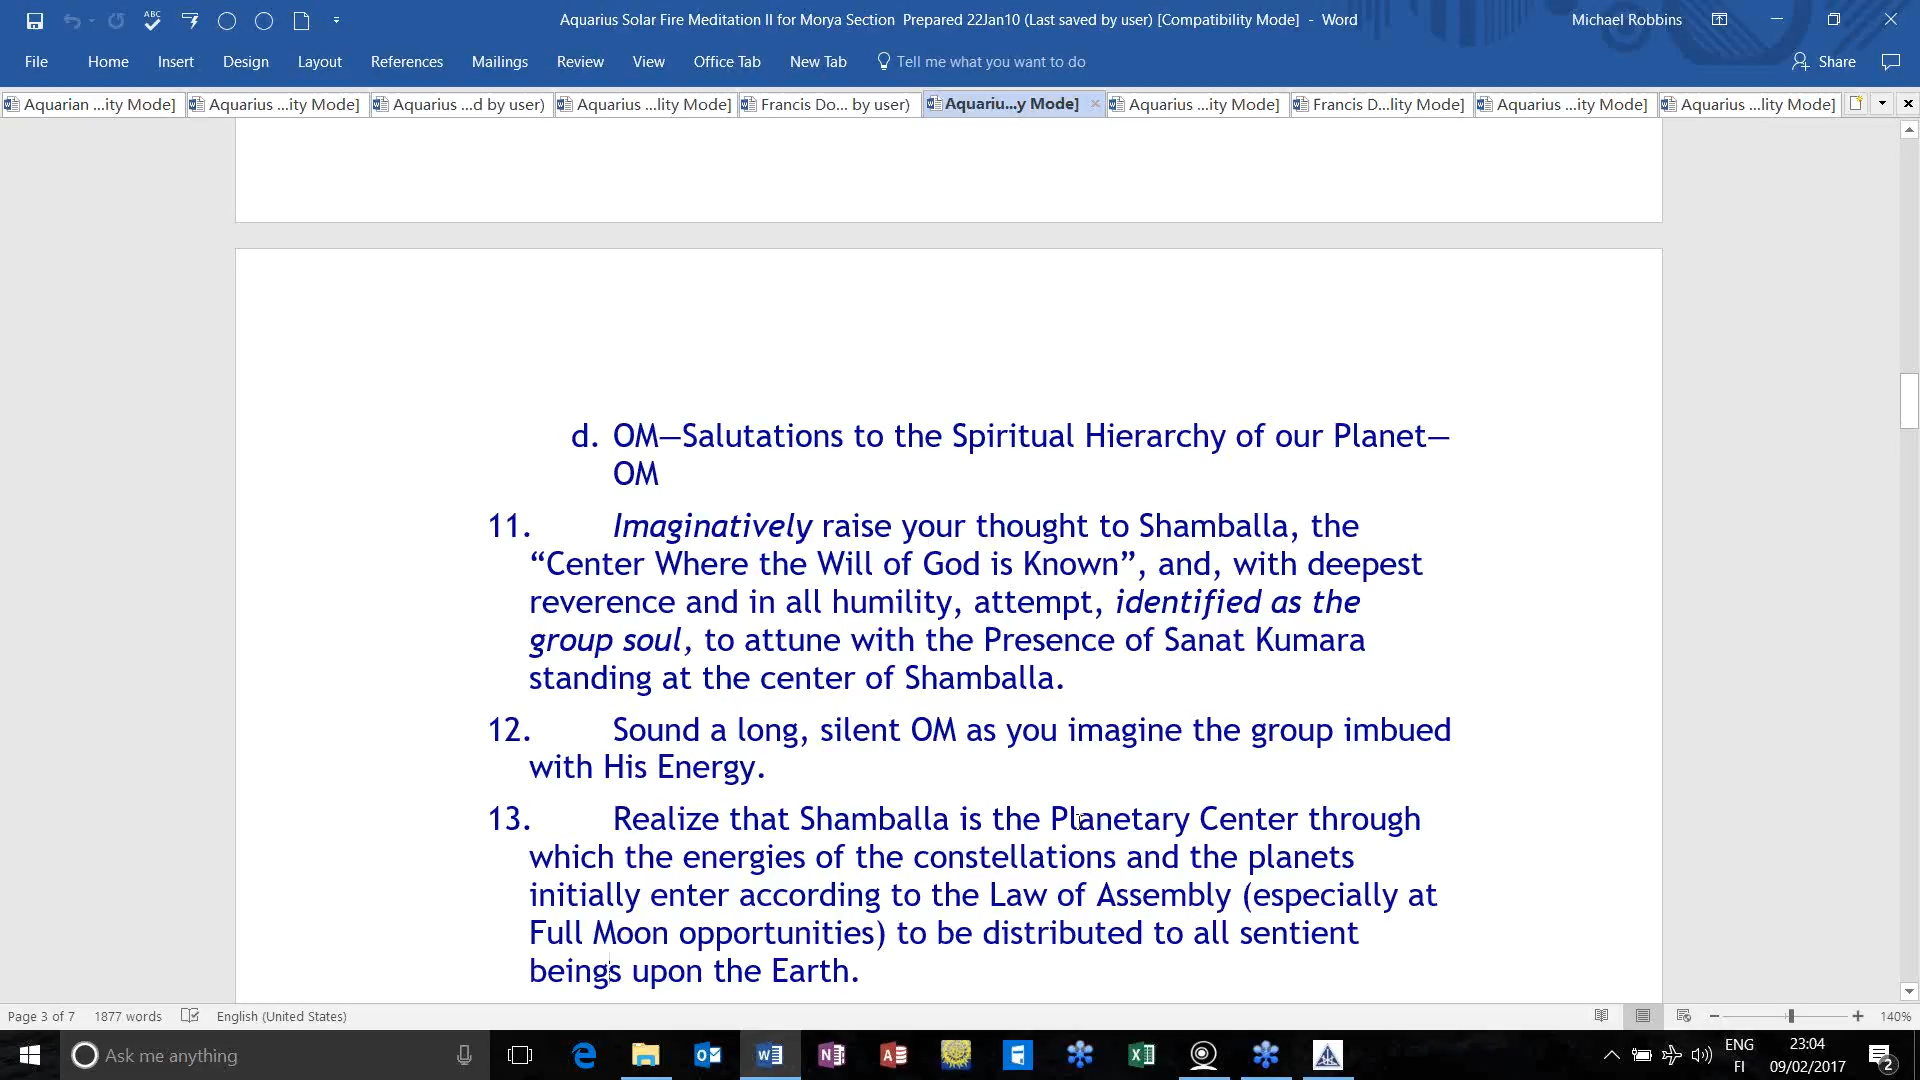 Aquarius Solar Fire Meditation II for Morya Section  Prepared 22Jan10 (Last saved by user) [Compatibility Mode]  -  Word
Michael Robbins
File Home Insert Design Layout References Mailings Review View Office Tab New Tab Tell me what you want to do Share
Aquarian ...ity Mode] Aquarius ...ity Mode] Aquarius ...d by user) Aquarius ...lity Mode] Francis Do... by user) Aquariu...y Mode] Aquarius ...ity Mode] Francis D...lity Mode] Aquarius ...ity Mode] Aquarius ...lity Mode]
d. OM—Salutations to the Spiritual Hierarchy of our Planet—
OM
11. Imaginatively raise your thought to Shamballa, the
“Center Where the Will of God is Known”, and, with deepest
reverence and in all humility, attempt, identified as the
group soul, to attune with the Presence of Sanat Kumara
standing at the center of Shamballa.
12. Sound a long, silent OM as you imagine the group imbued
with His Energy.
13. Realize that Shamballa is the Planetary Center through
which the energies of the constellations and the planets
initially enter according to the Law of Assembly (especially at
Full Moon opportunities) to be distributed to all sentient
beings upon the Earth.
Page 3 of 7 1877 words English (United States) 140%
Ask me anything
ENG 23:04
FI 09/02/2017 2